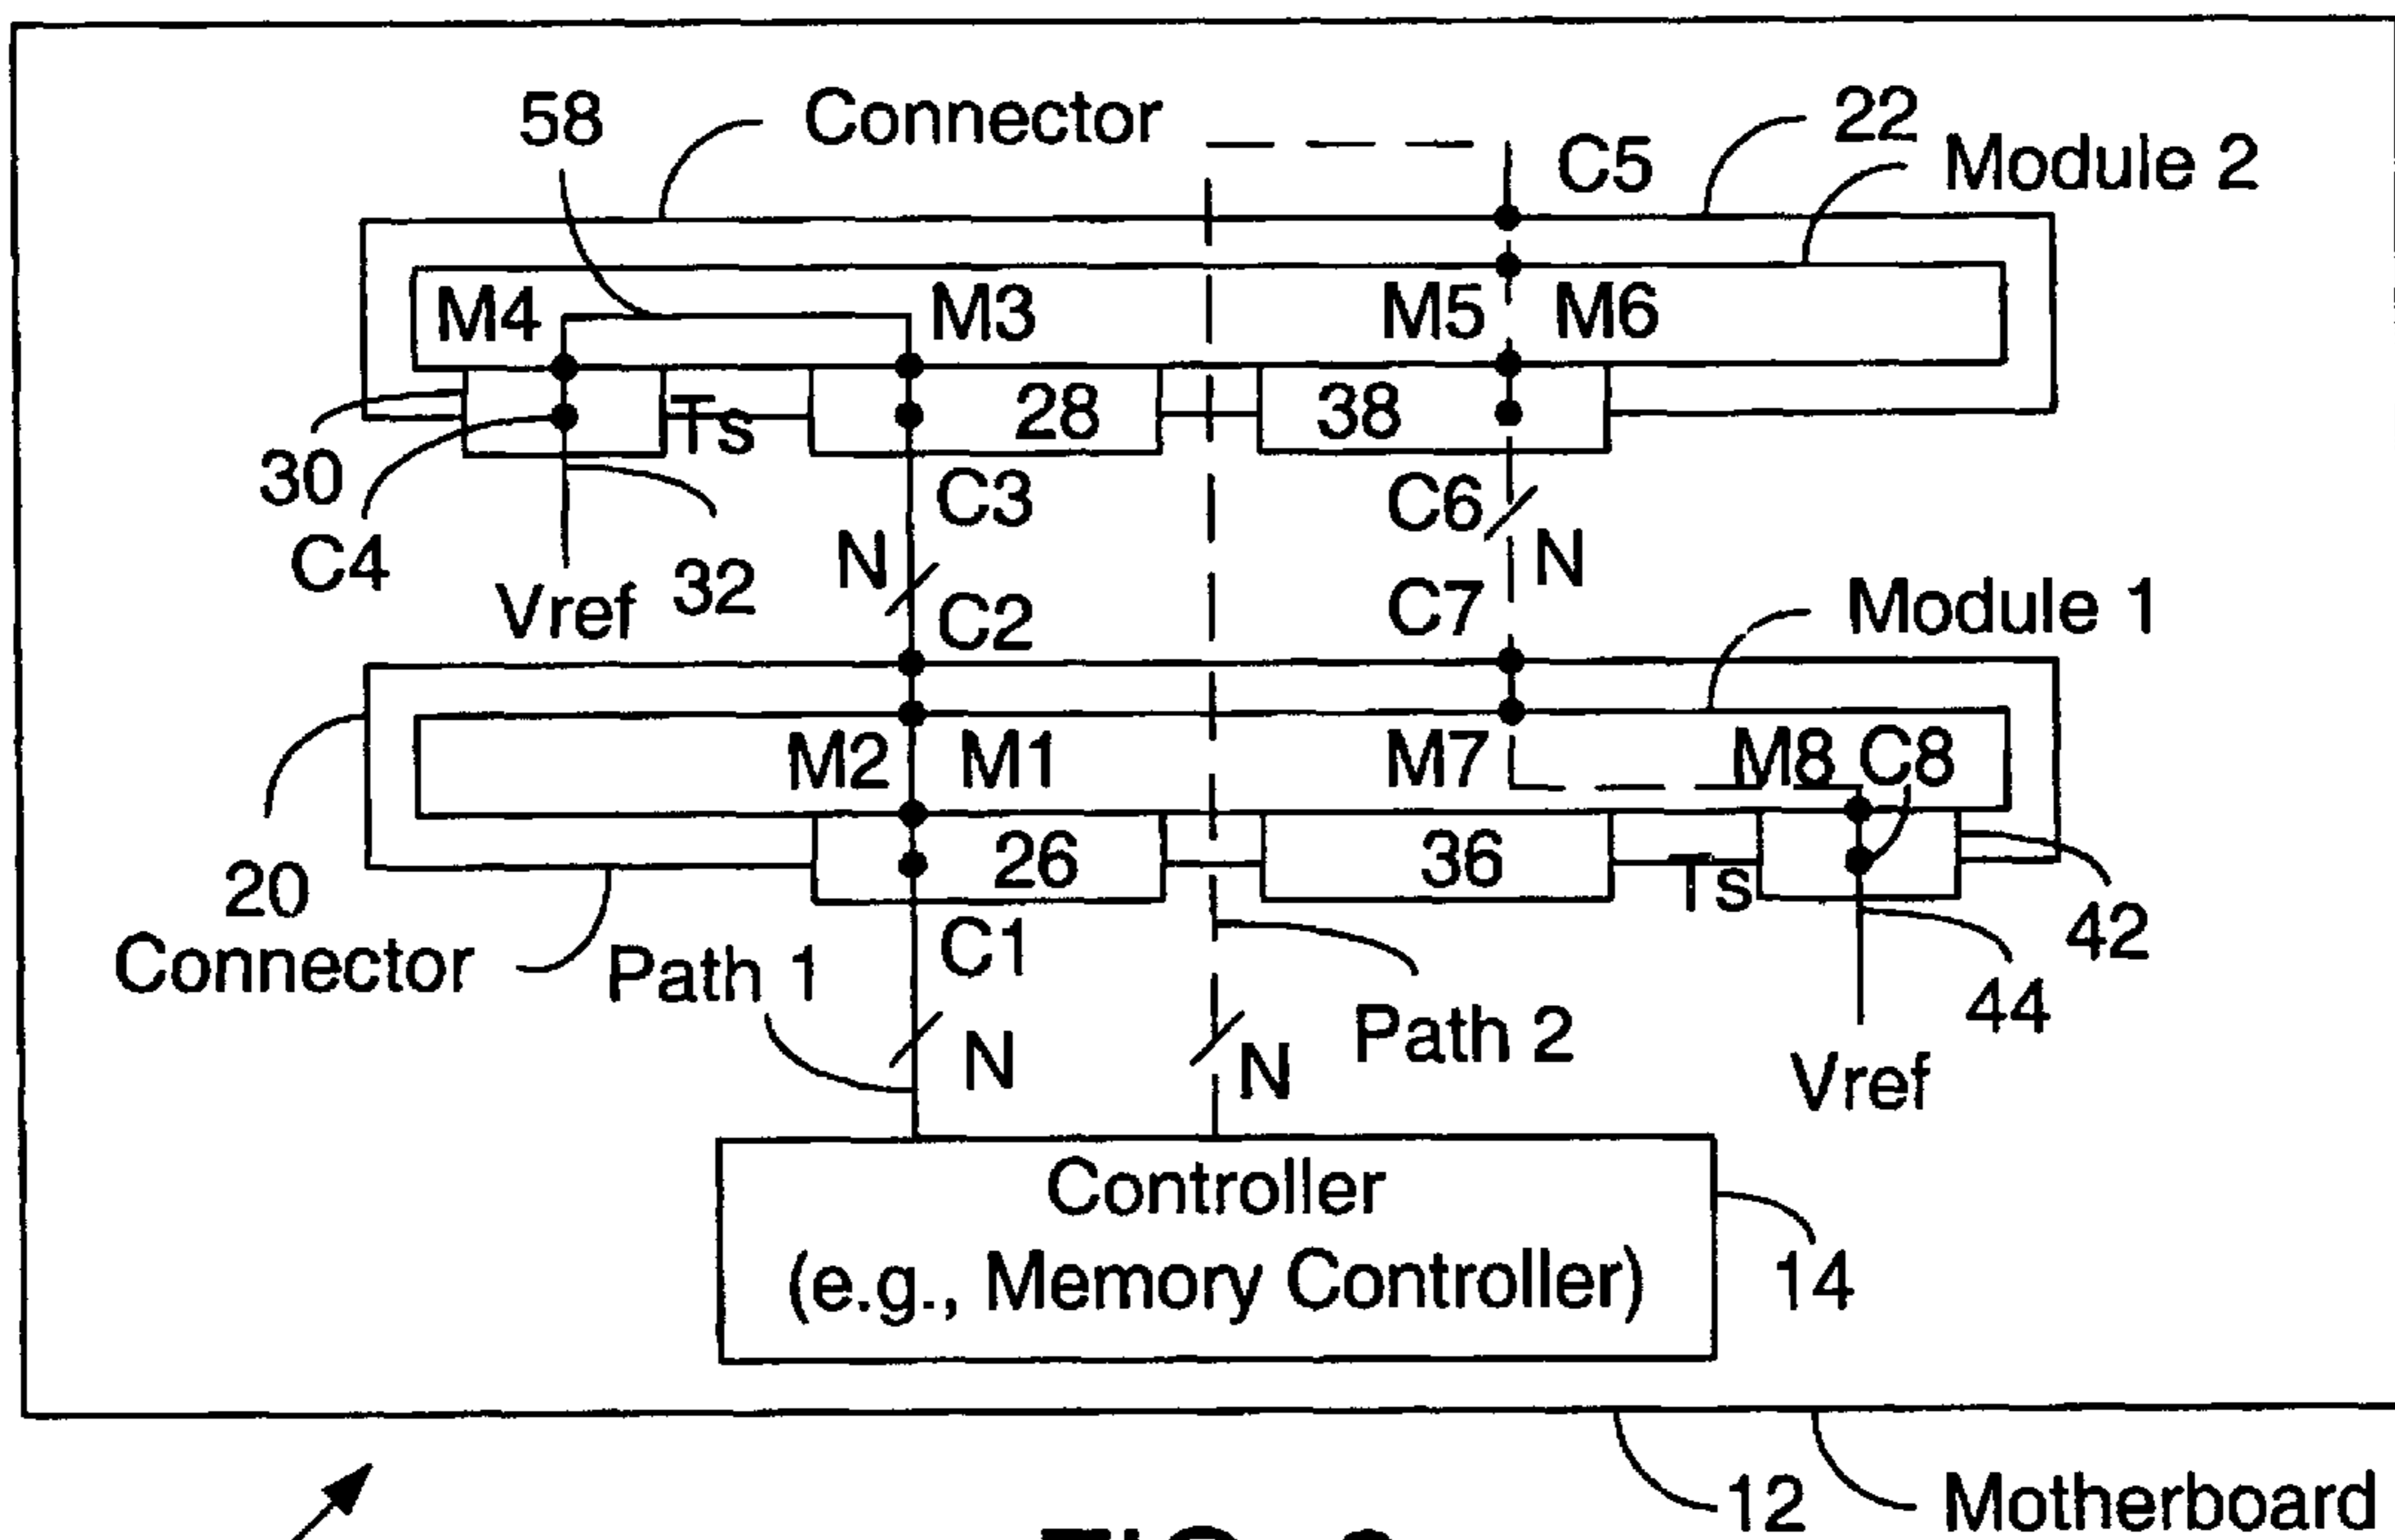 58
Connector
C5
22
Module 2
M4
M3
M5
M6
Ts
28
38
30
C4
C3
C6
N
N
Vref
32
C2
C7
Module 1
M2
M1
M7
M8
C8
20
26
36
Ts
42
Connector
Path 1
C1
44
N
N
Path 2
Vref
Controller
(e.g., Memory Controller)
14
12
Motherboard